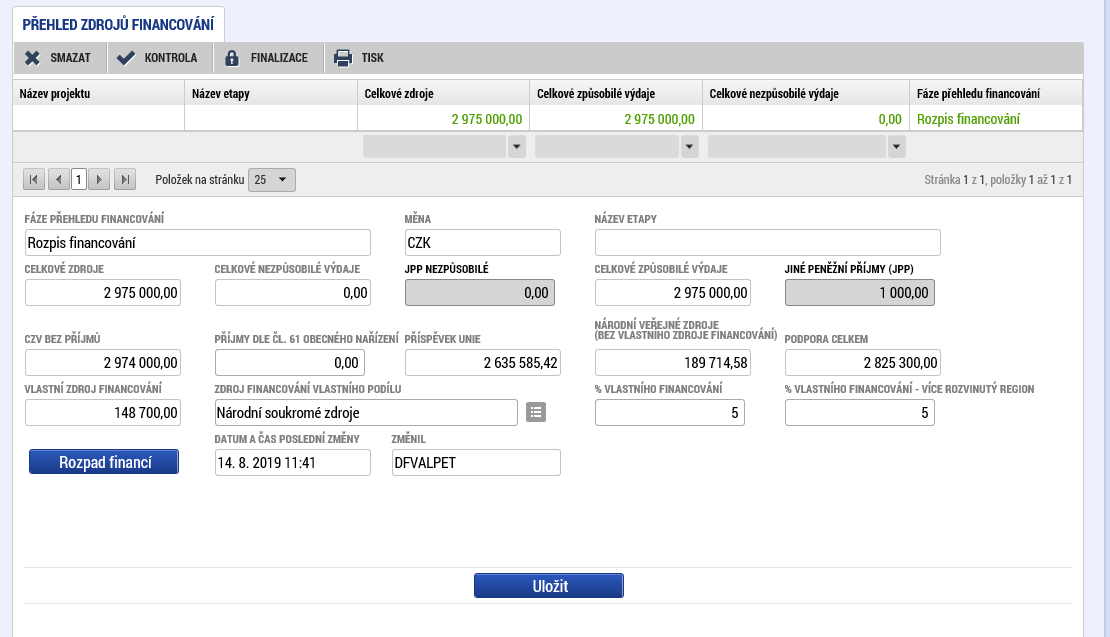 PŘEHLED ZDROJŮ FINANCOVÁNÍ
SMAZAT KONTROLA FINALIZACE TISK
Název projektu Název etapy Celkové zdroje Celkové způsobilé výdaje Celkové nezpůsobilé výdaje Fáze přehledu financování
2 975 000,00 2 975 000,00 0,00 Rozpis financování
1 Položek na stránku 25 Stránka 1 z 1, položky 1 až 1 z 1
FÁZE PŘEHLEDU FINANCOVÁNÍ MĚNA NÁZEV ETAPY
Rozpis financování CZK
CELKOVÉ ZDROJE CELKOVÉ NEZPŮSOBILÉ VÝDAJE JPP NEZPŮSOBILÉ CELKOVÉ ZPŮSOBILÉ VÝDAJE JINÉ PENĚŽNÍ PŘÍJMY (JPP)
2 975 000,00 0,00 0,00 2 975 000,00 1 000,00
NÁRODNÍ VEŘEJNÉ ZDROJE
CZV BEZ PŘÍJMŮ PŘÍJMY DLE ČL. 61 OBECNÉHO NAŘÍZENÍ PŘÍSPĚVEK UNIE (BEZ VLASTNÍHO ZDROJE FINANCOVÁNÍ) PODPORA CELKEM
2 974 000,00 0,00 2 635 585,42 189 714,58 2 825 300,00
VLASTNÍ ZDROJ FINANCOVÁNÍ ZDROJ FINANCOVÁNÍ VLASTNÍHO PODÍLU % VLASTNÍHO FINANCOVÁNÍ % VLASTNÍHO FINANCOVÁNÍ - VÍCE ROZVINUTÝ REGION
148 700,00 Národní soukromé zdroje 5 5
DATUM A ČAS POSLEDNÍ ZMĚNY ZMĚNIL
Rozpad financí 14. 8. 2019 11:41 DFVALPET
Uložit